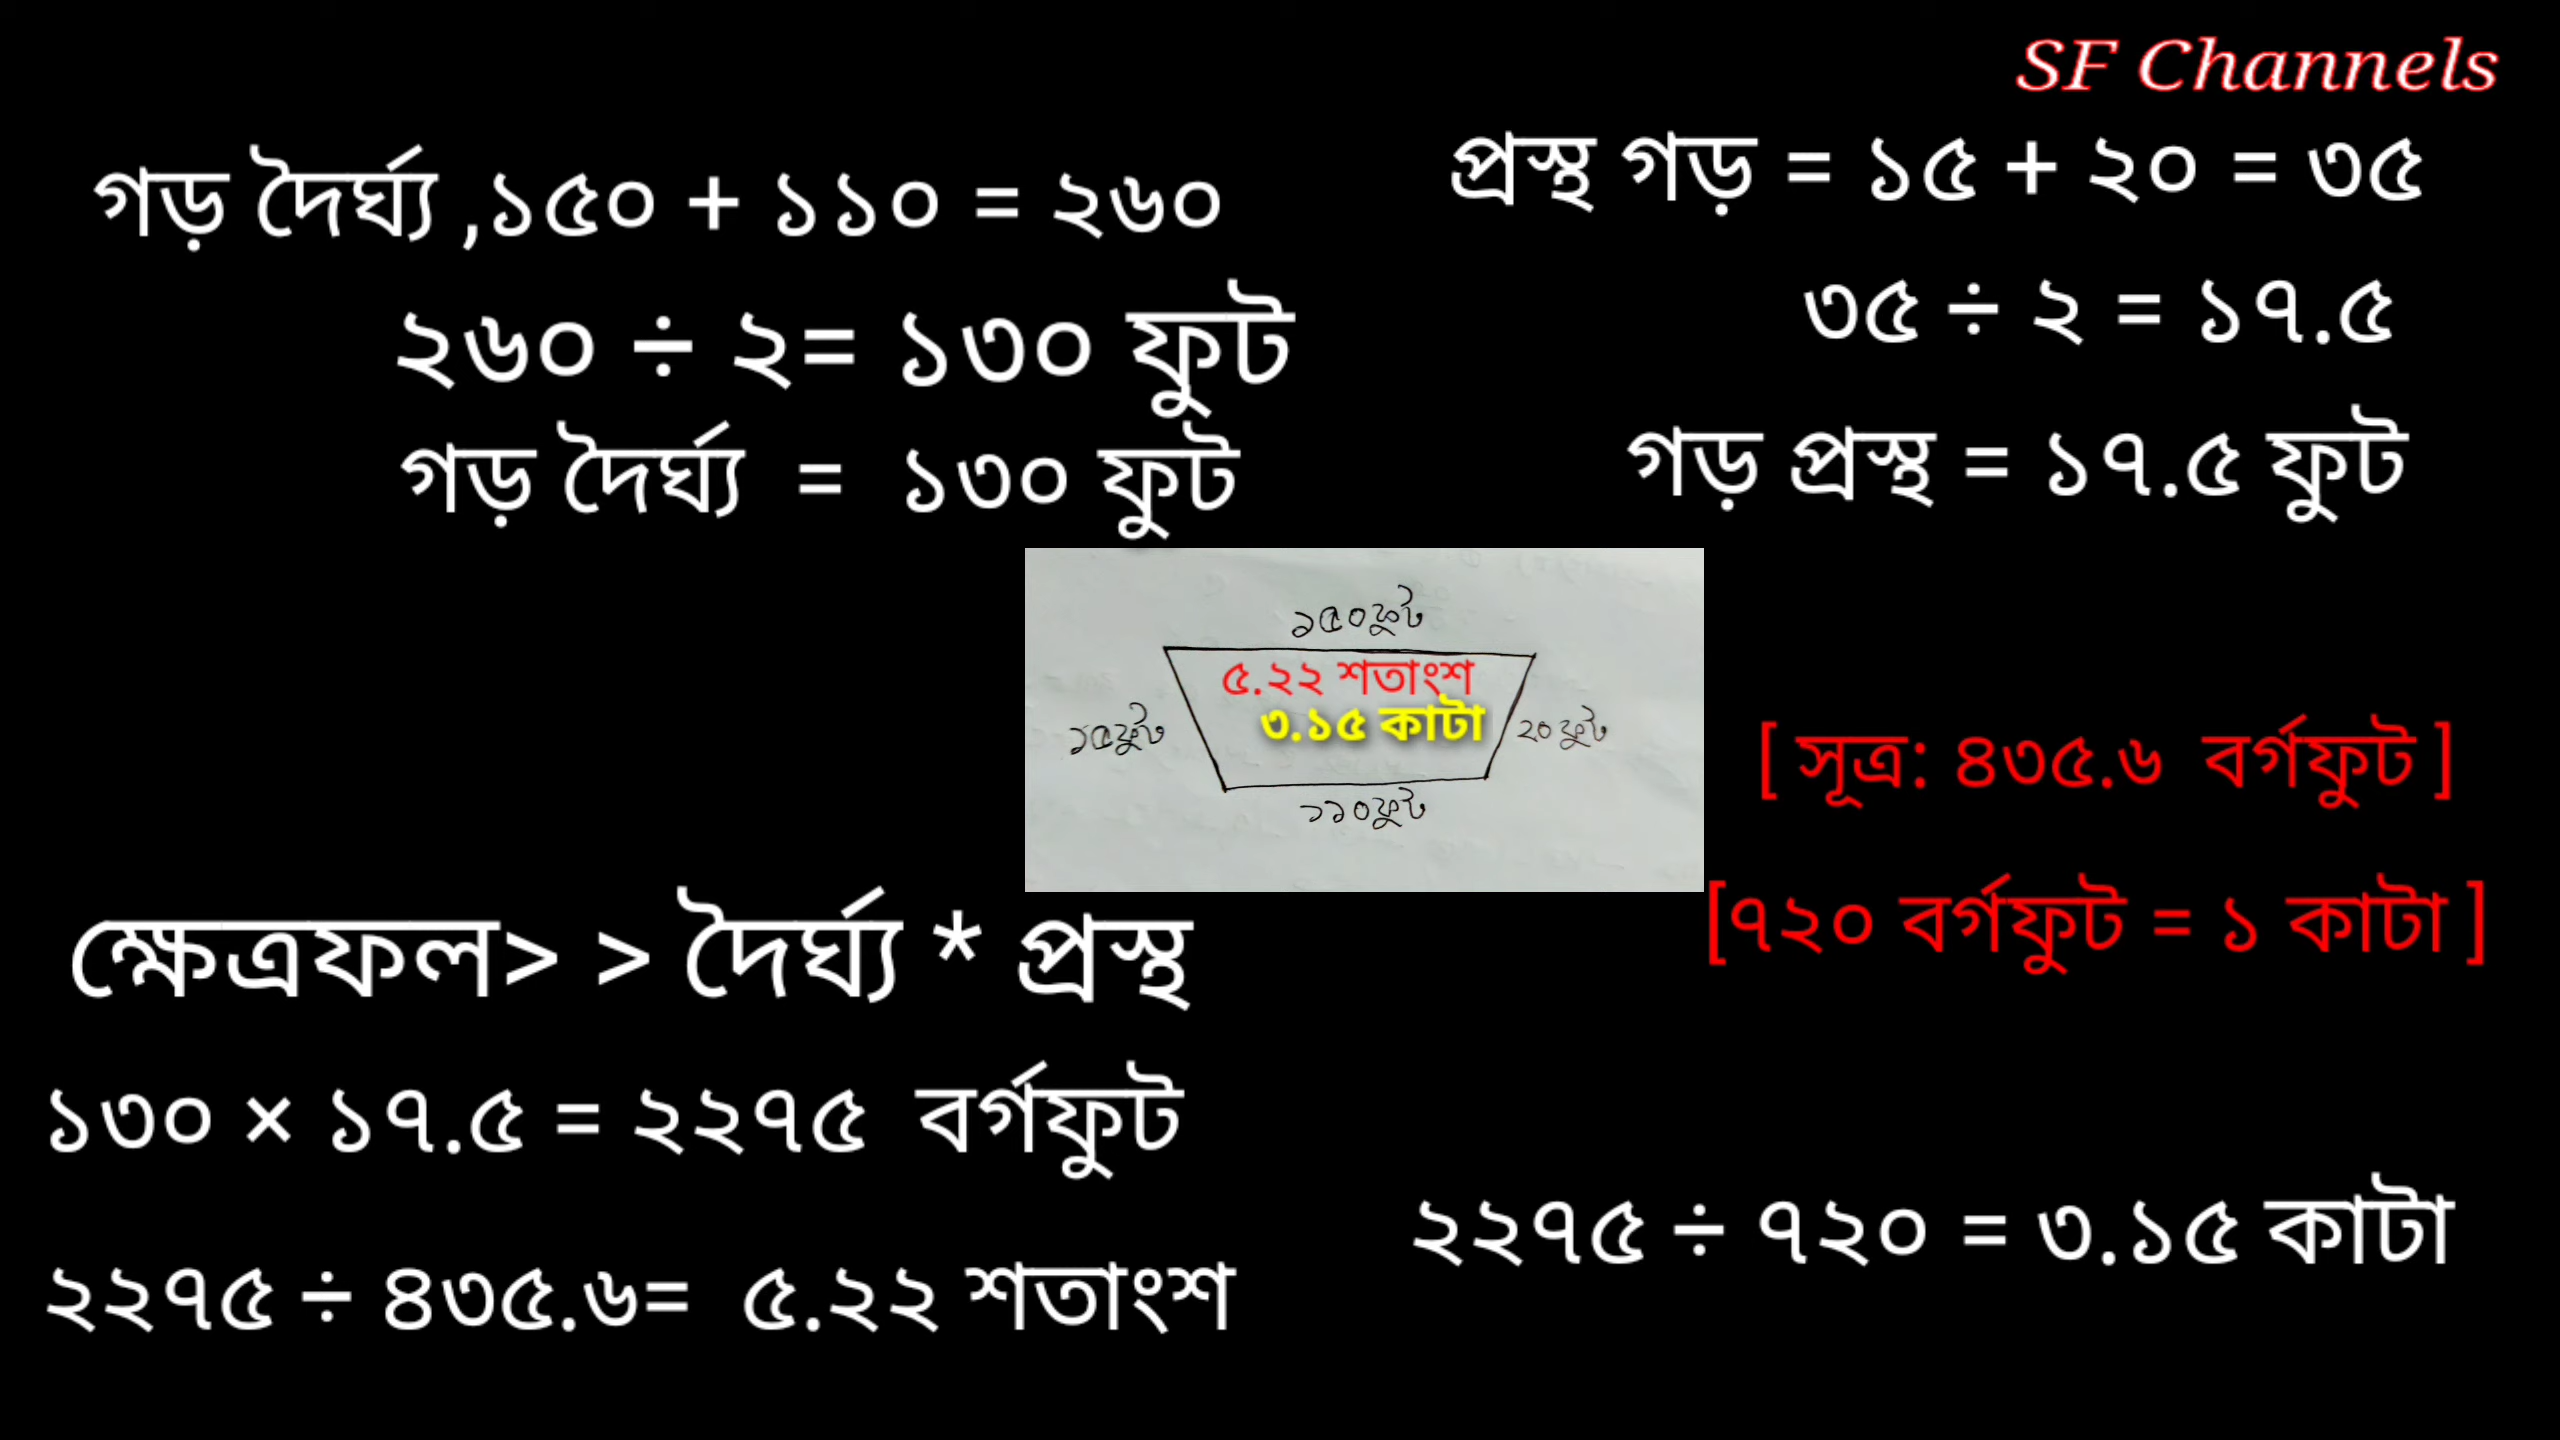 SF Channels
গড় দৈর্ঘ্য ,১৫০ + ১১০ = ২৬০
২৬০ ÷ ২= ১৩০ ফুট
গড় দৈর্ঘ্য = ১৩০ ফুট
প্রস্থ গড় = ১৫ + ২০ = ৩৫
৩৫ ÷ ২ = ১৭.৫
গড় প্রস্থ = ১৭.৫ ফুট
১৫০ফুট
৫.২২ শতাংশ
৩.১৫ কাটা
১৫ফুট
২০ ফুট
১১০ফুট
[ সূত্র: ৪৩৫.৬ বর্গফুট ]
[৭২০ বর্গফুট = ১ কাটা ]
ক্ষেত্রফল> > দৈর্ঘ্য * প্রস্থ
১৩০ × ১৭.৫ = ২২৭৫ বর্গফুট
২২৭৫ ÷ ৪৩৫.৬= ৫.২২ শতাংশ
২২৭৫ ÷ ৭২০ = ৩.১৫ কাটা